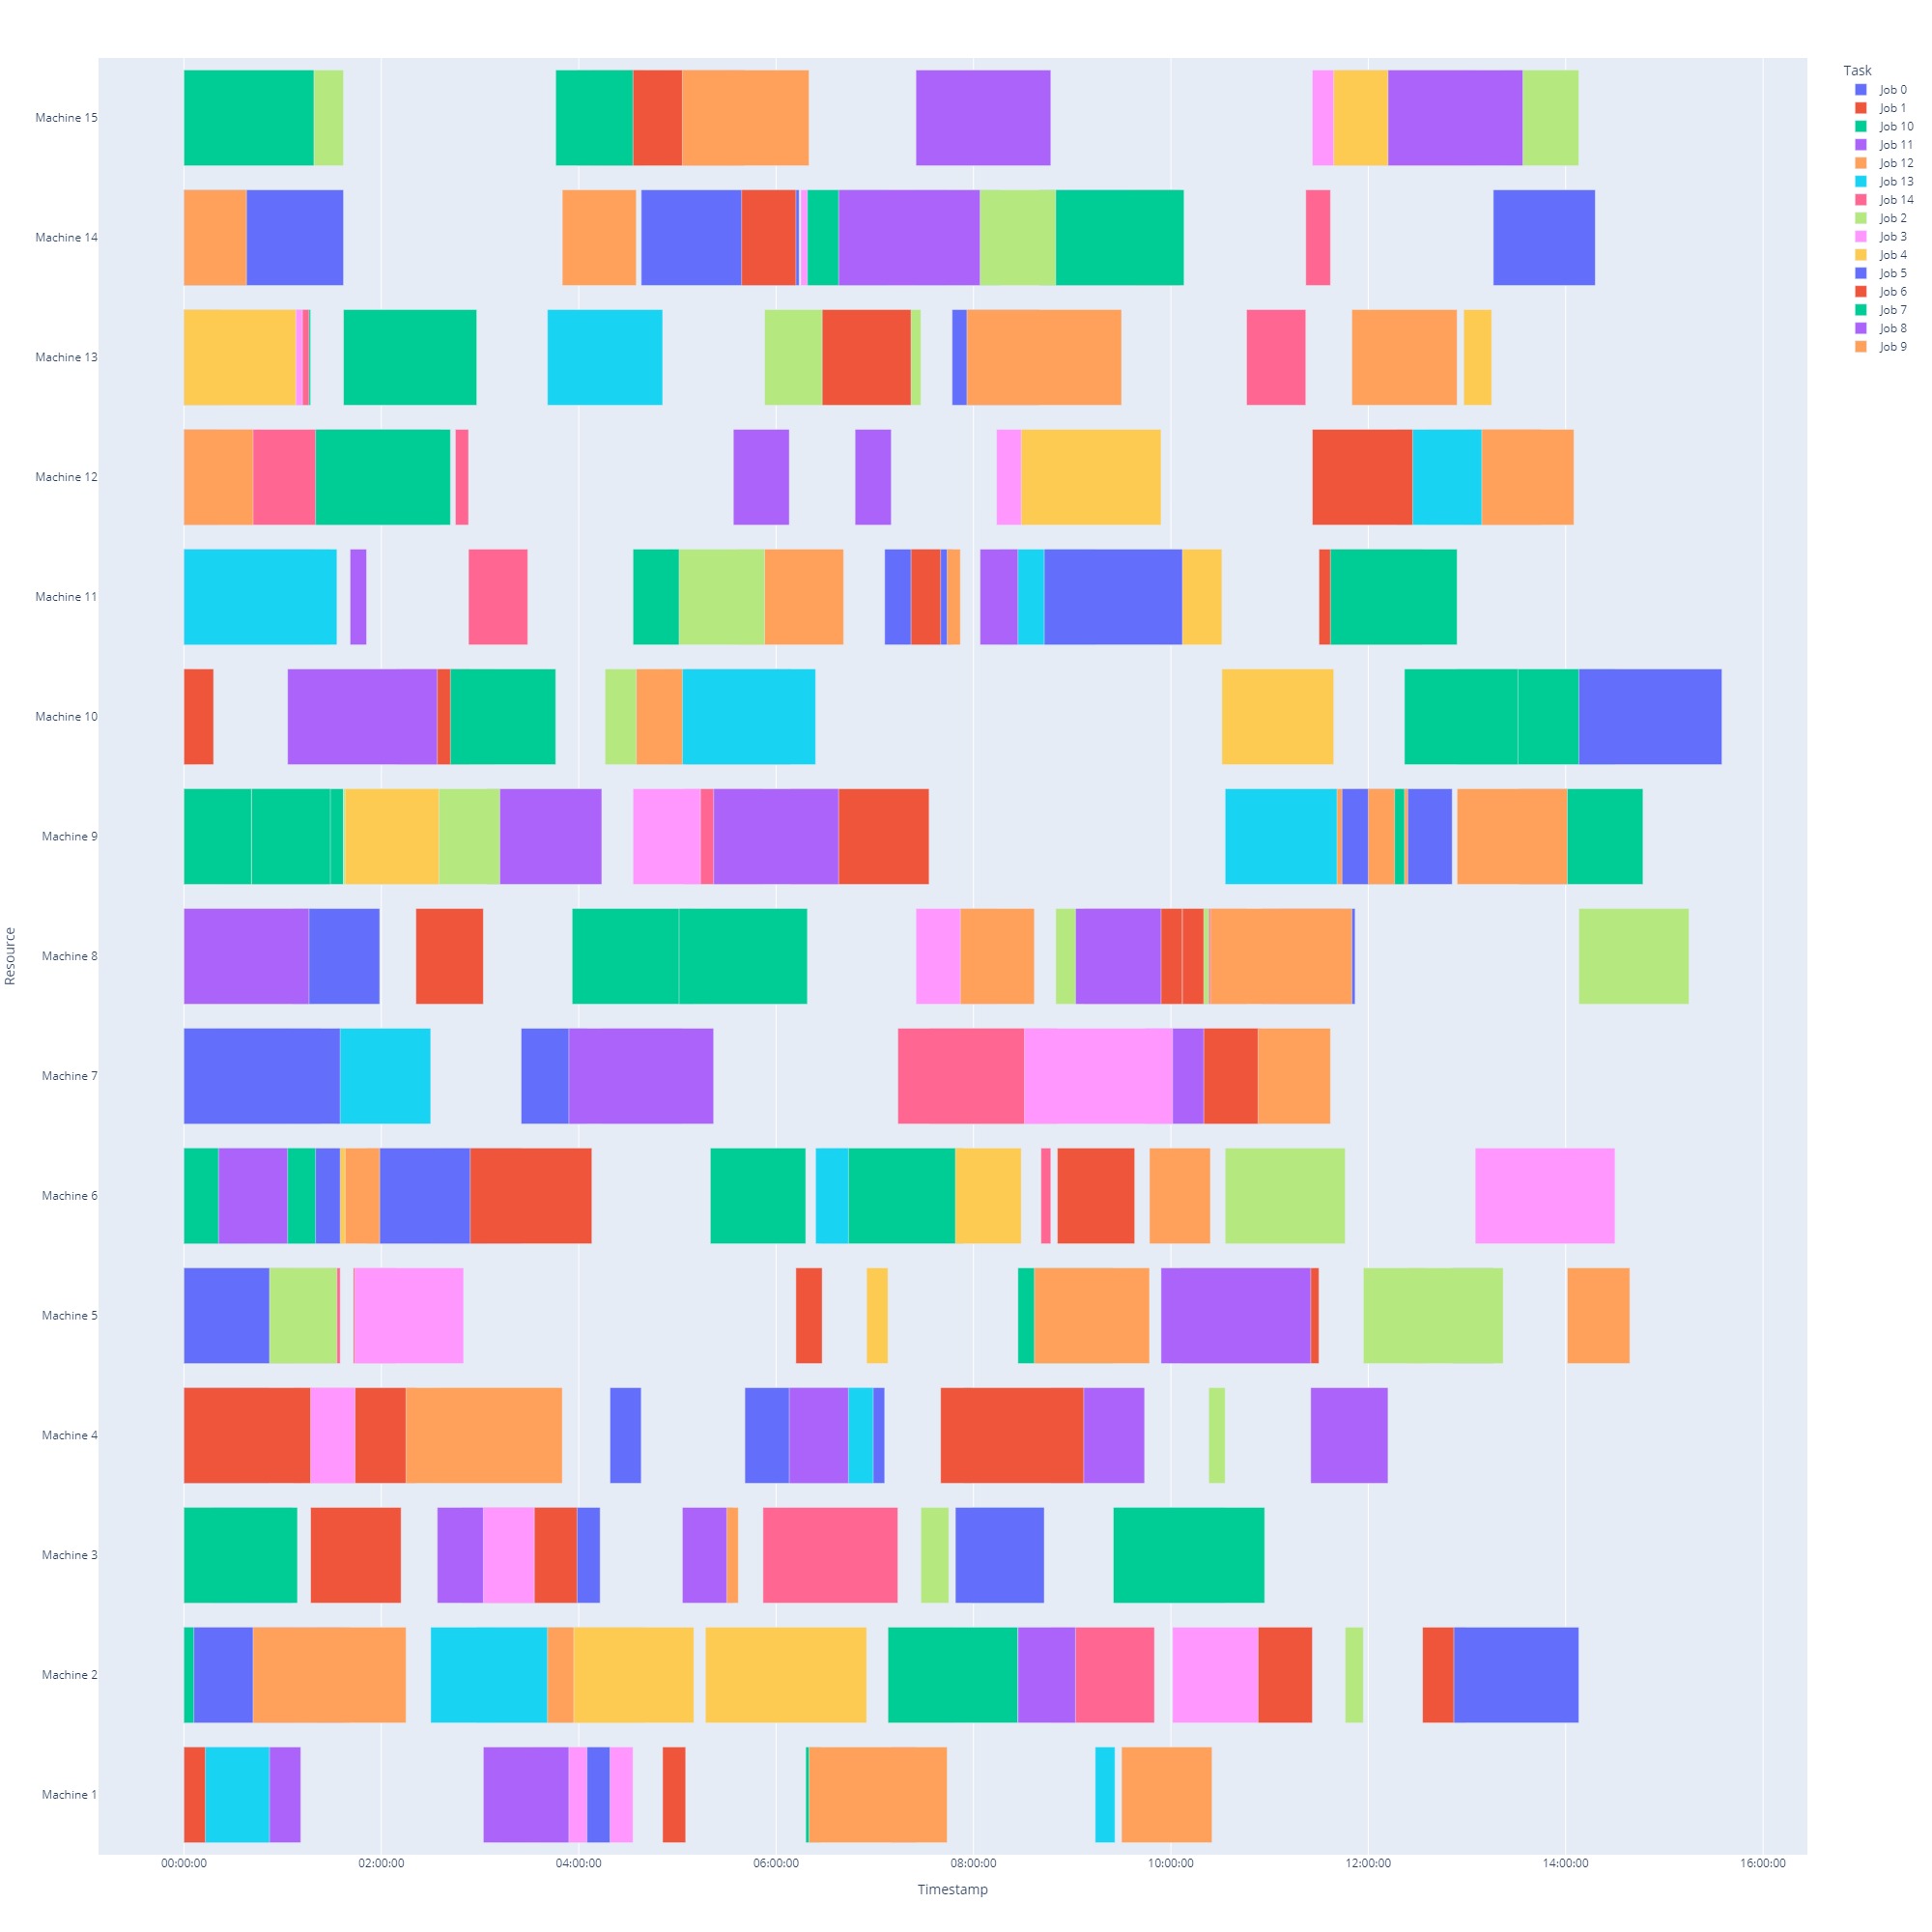 Task
Job 0
Job 1
Job 10
Job 11
Job 12
Job 13
Job 14
Job 2
Job 3
Job 4
Job 5
Job 6
Job 7
Job 8
Job 9
Resource
Machine 15
Machine 14
Machine 13
Machine 12
Machine 11
Machine 10
Machine 9
Machine 8
Machine 7
Machine 6
Machine 5
Machine 4
Machine 3
Machine 2
Machine 1
00:00:00 02:00:00 04:00:00 06:00:00 08:00:00 10:00:00 12:00:00 14:00:00 16:00:00
Timestamp